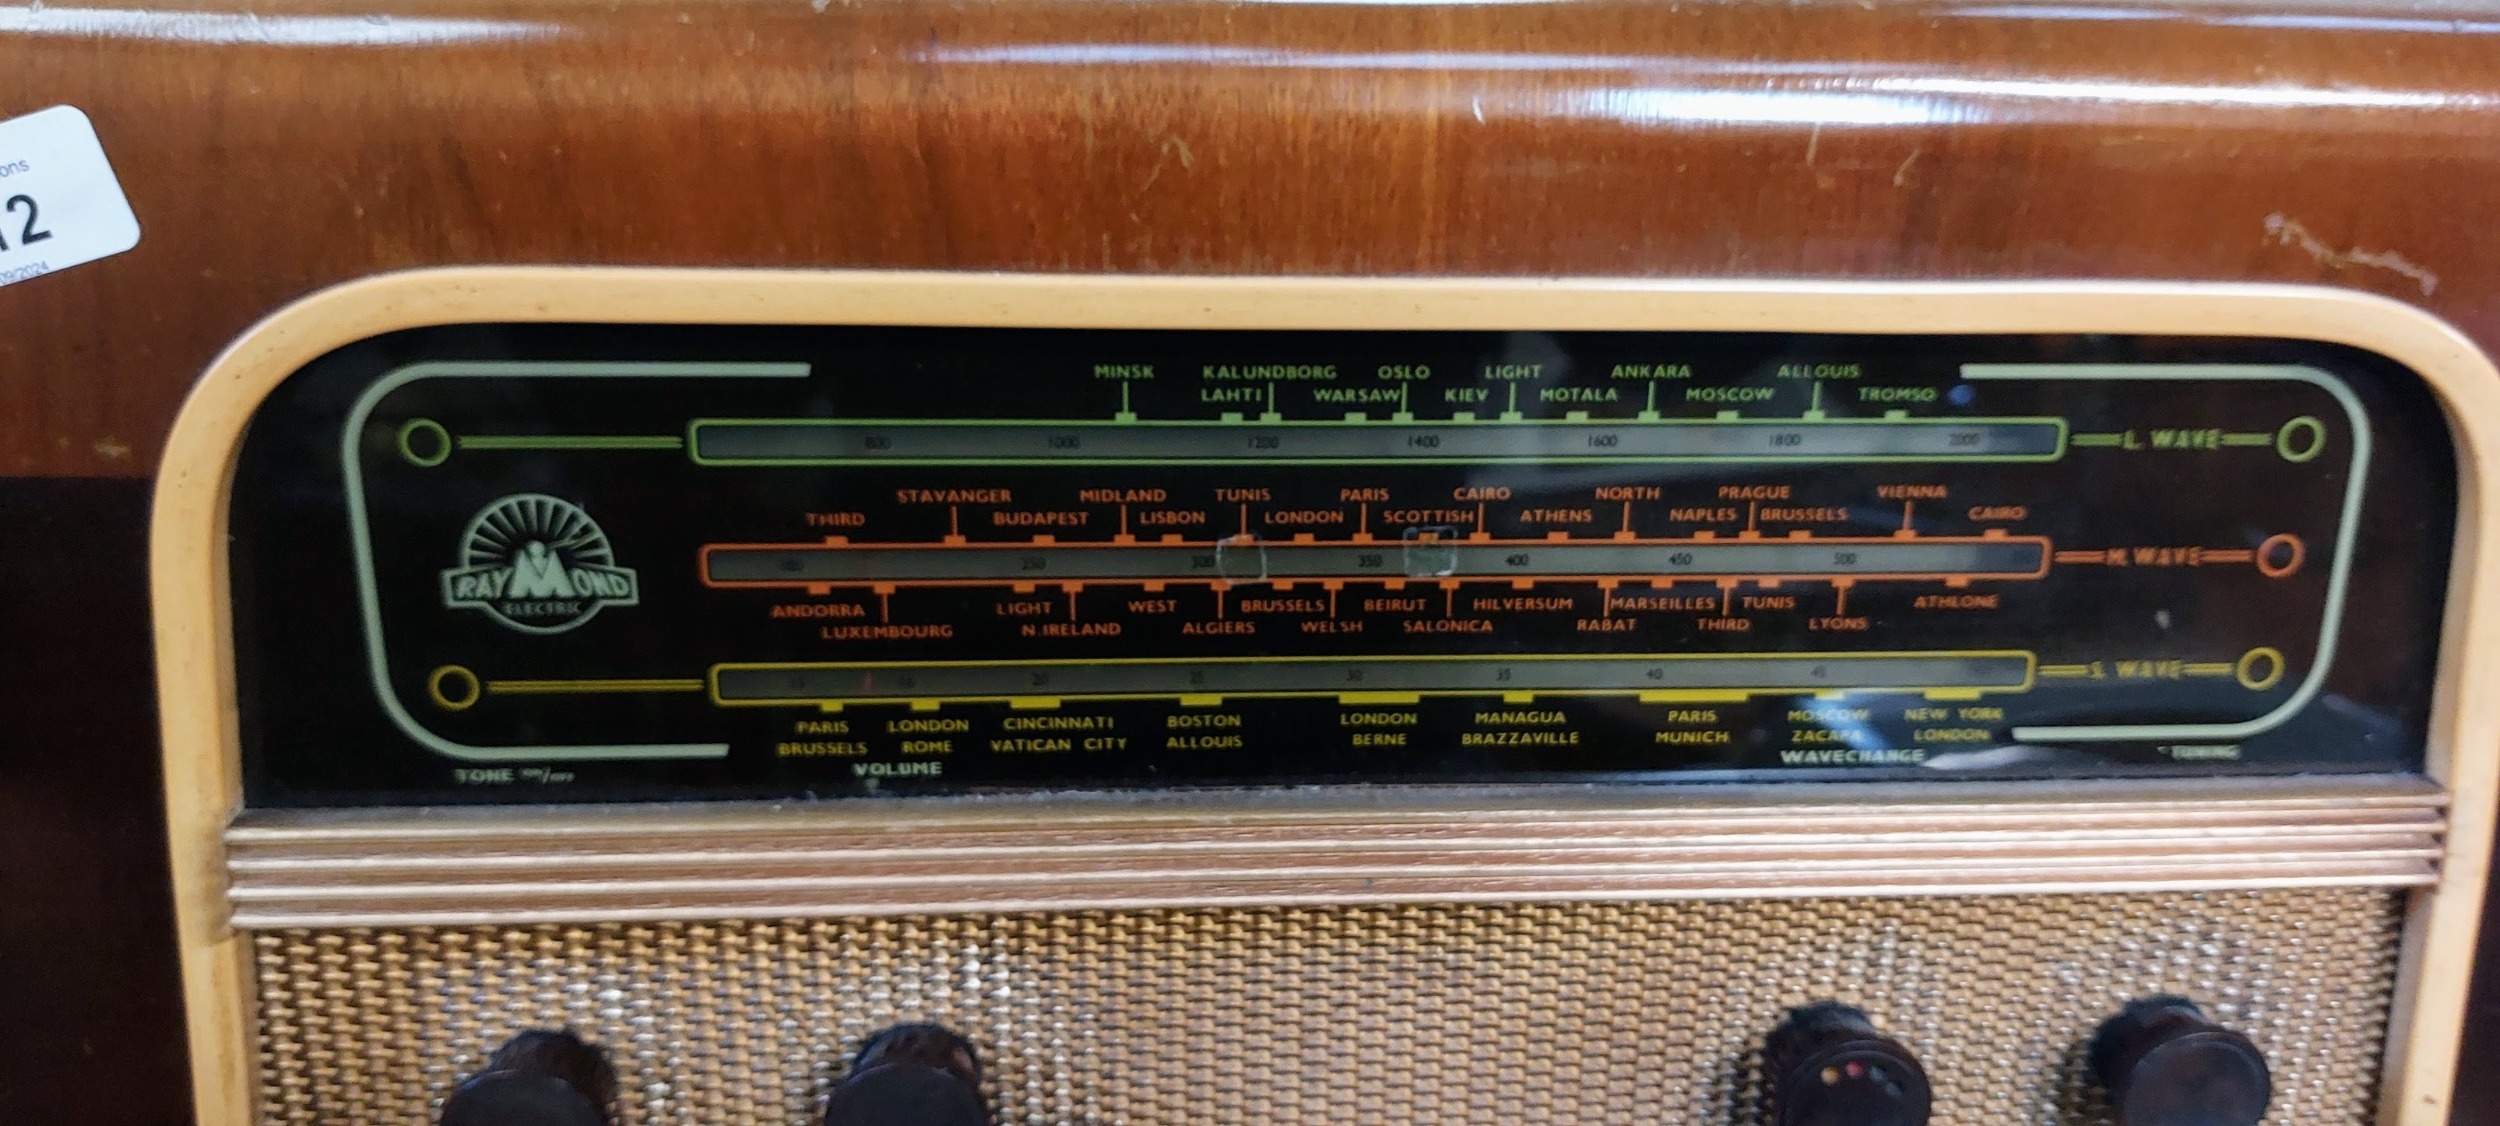 ons
12
09/2024
MINSK KALUNDBORG OSLO LIGHT ANKARA ALLOUIS
LAHTI WARSAW KIEV MOTALA MOSCOW TROMSO
800 1000 1200 1400 1600 1800 2000 L. WAVE
STAVANGER MIDLAND TUNIS PARIS CAIRO NORTH PRAGUE VIENNA
THIRD BUDAPEST LISBON LONDON SCOTTISH ATHENS NAPLES BRUSSELS CAIRO
250 300 350 400 450 500 M. WAVE
RAYMOND
ELECTRIC
ANDORRA LIGHT WEST BRUSSELS BEIRUT HILVERSUM MARSEILLES TUNIS ATHLONE
LUXEMBOURG N.IRELAND ALGIERS WELSH SALONICA RABAT THIRD LYONS
20 25 30 35 40 45 S. WAVE
PARIS LONDON CINCINNATI BOSTON LONDON MANAGUA PARIS MOSCOW NEW YORK
BRUSSELS ROME VATICAN CITY ALLOUIS BERNE BRAZZAVILLE MUNICH ZACAPA LONDON
TONE ON/OFF VOLUME WAVECHANGE TUNING